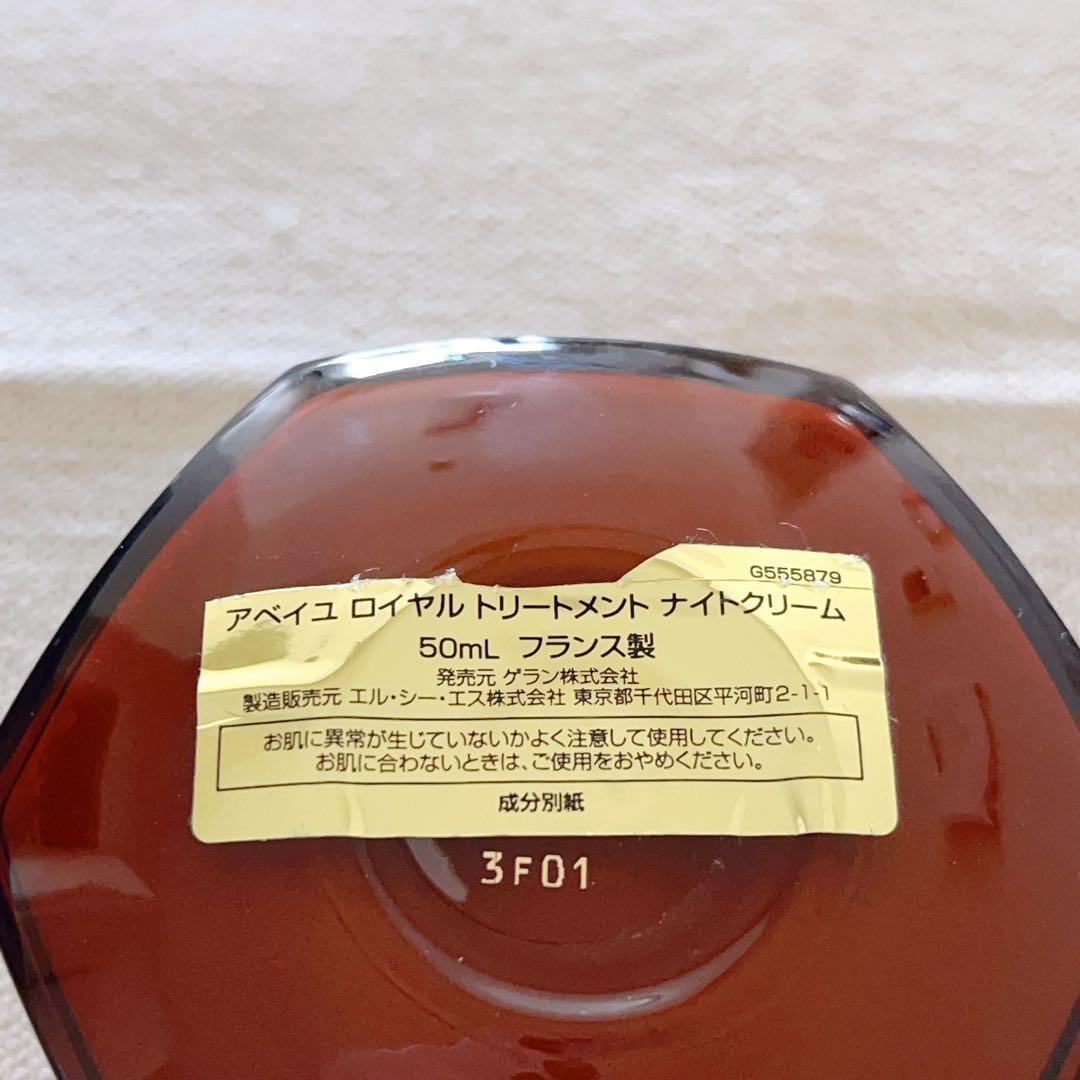 G555879
アベイユ ロイヤル トリートメント ナイトクリーム
50mL フランス製
発売元 ゲラン株式会社
製造販売元 エル・シー・エス株式会社 東京都千代田区平河町2-1-1
お肌に異常が生じていないかよく注意して使用してください。
お肌に合わないときは、ご使用をおやめください。
成分別紙
3F01